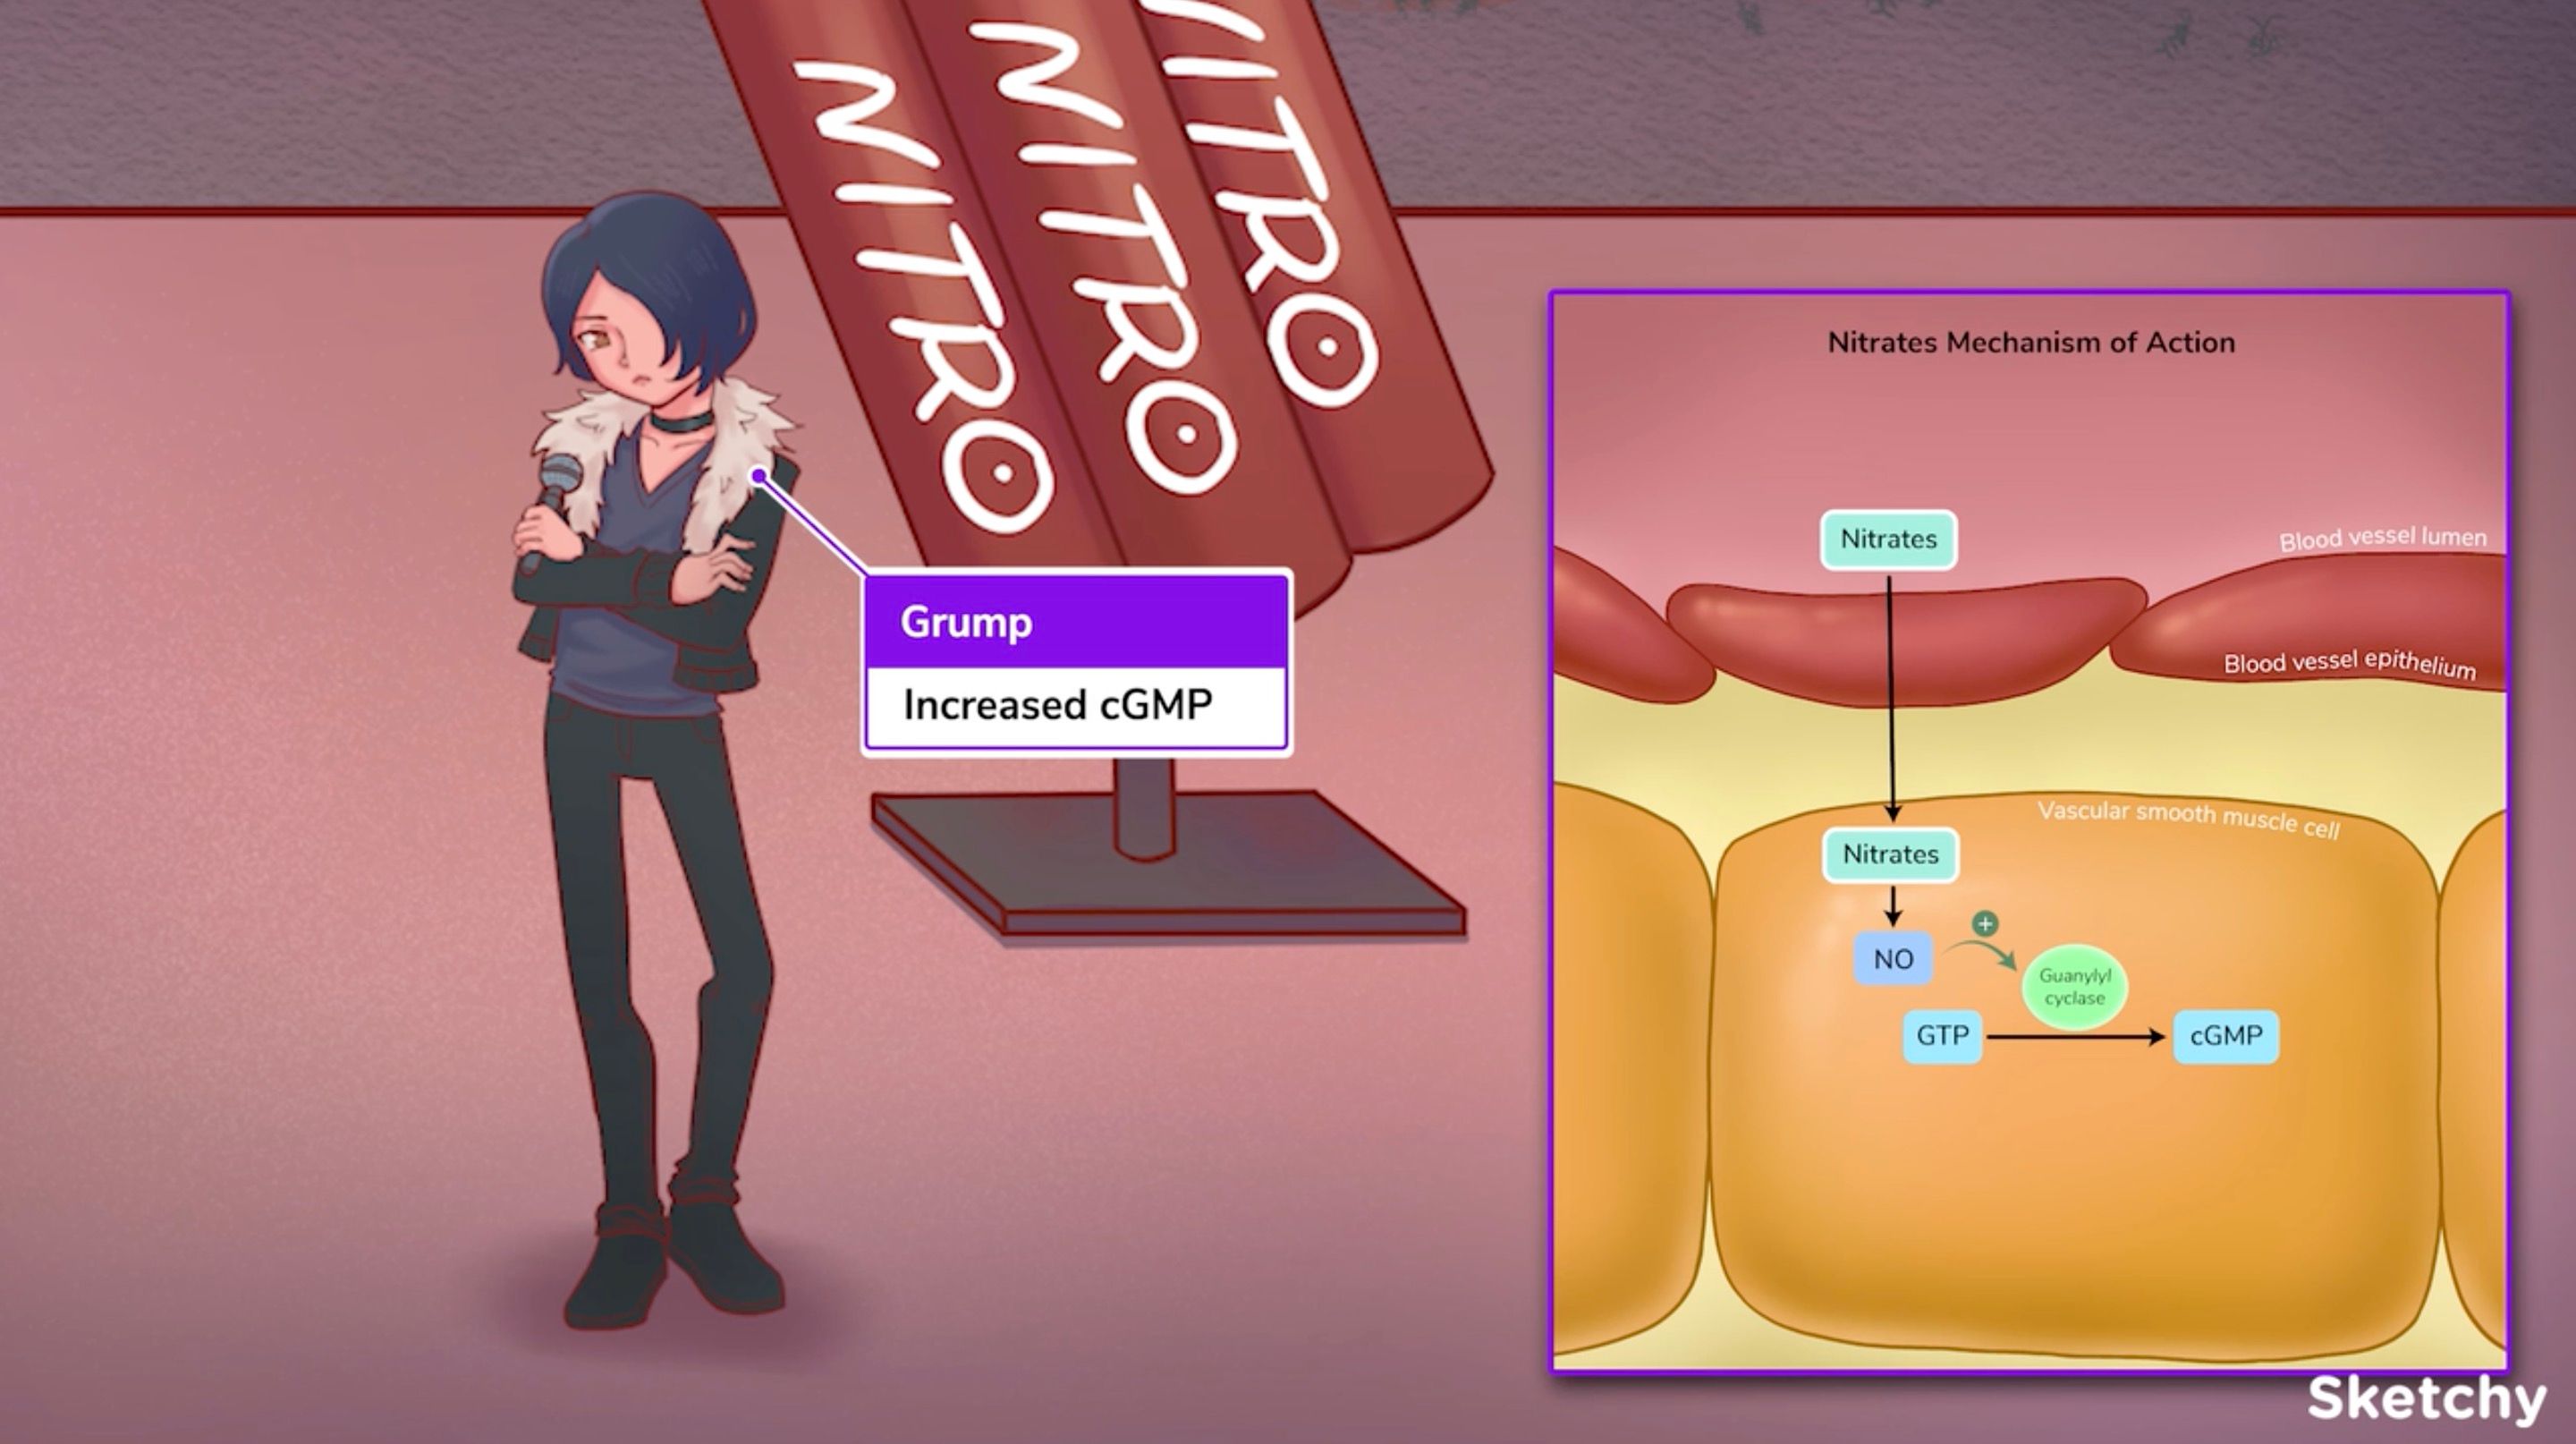 NITRO
NITRO
ITRO
Grump
Increased cGMP
Nitrates Mechanism of Action
Nitrates
Blood vessel lumen
Blood vessel epithelium
Vascular smooth muscle cell
Nitrates
+
NO
Guanylyl
cyclase
GTP
cGMP
Sketchy